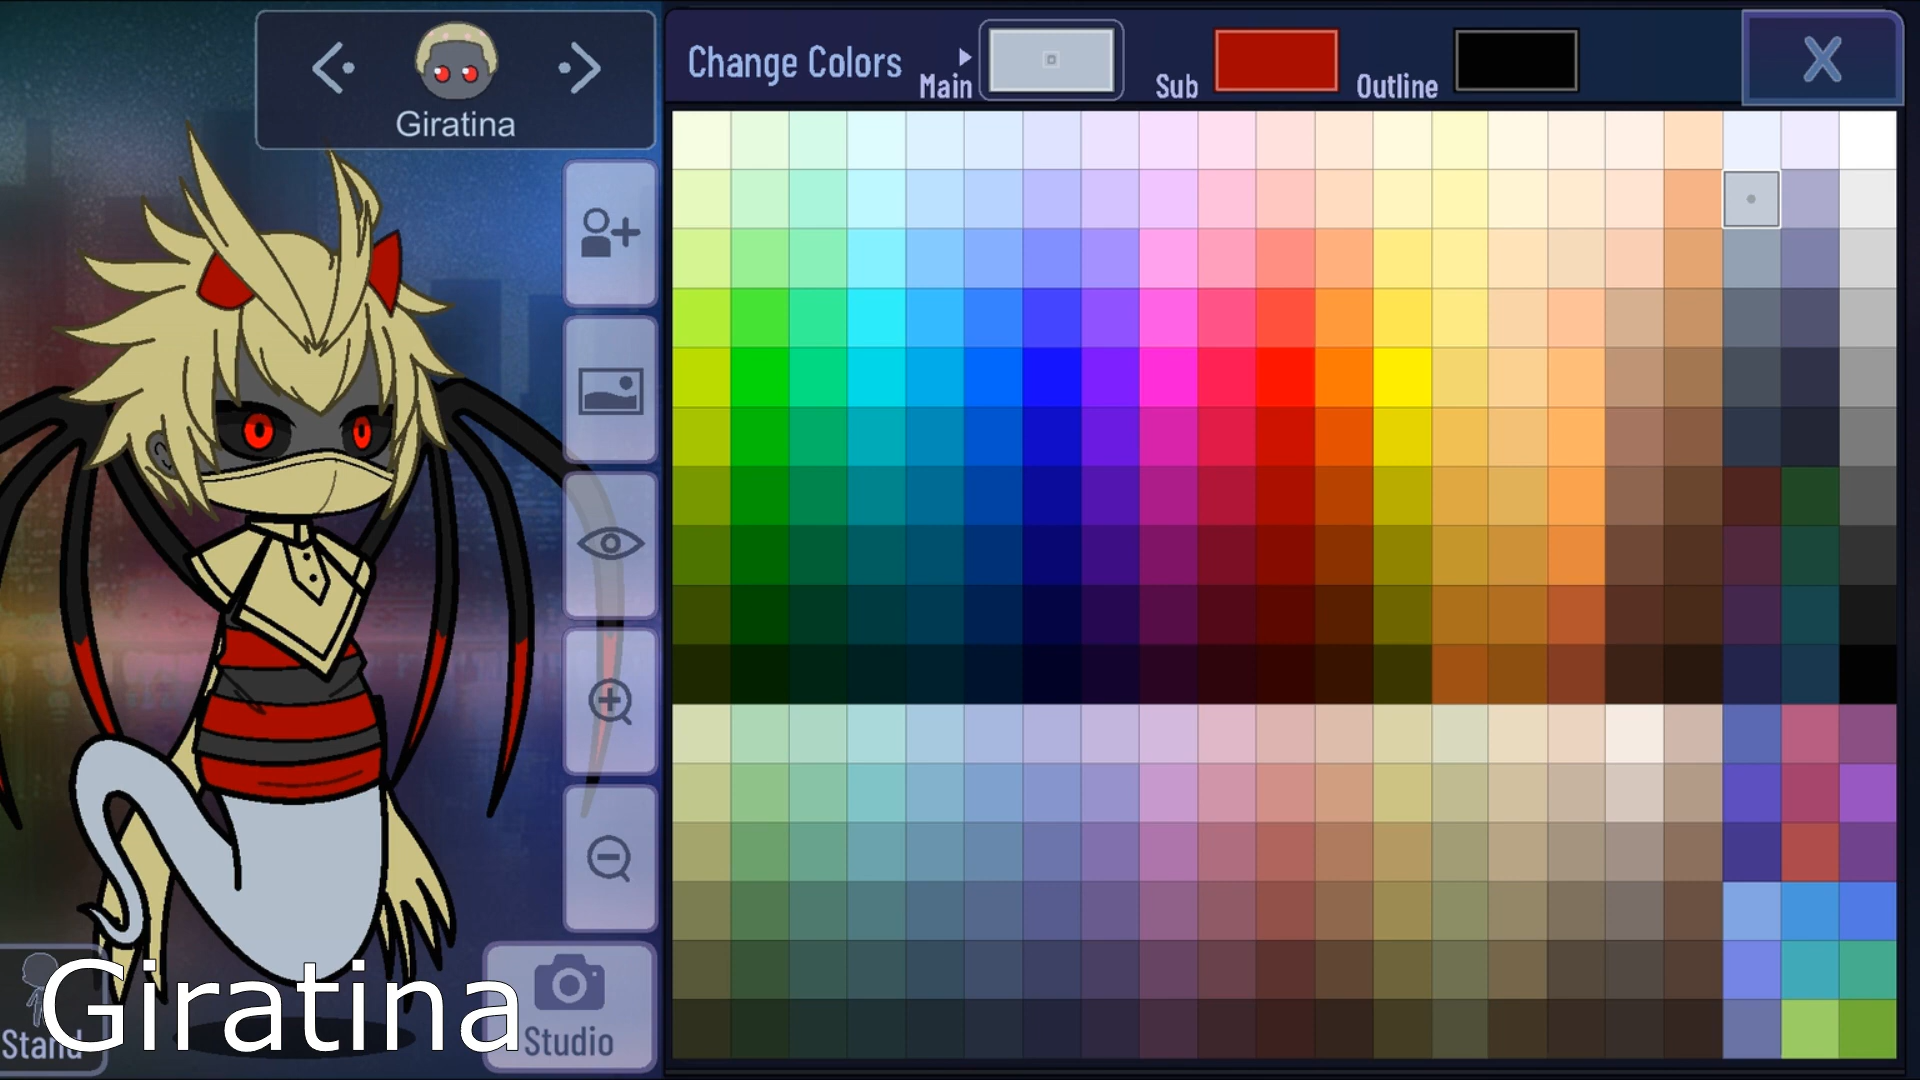 Giratina
Change Colors
Main
Sub
Outline
X
Stand
Giratina
Studio